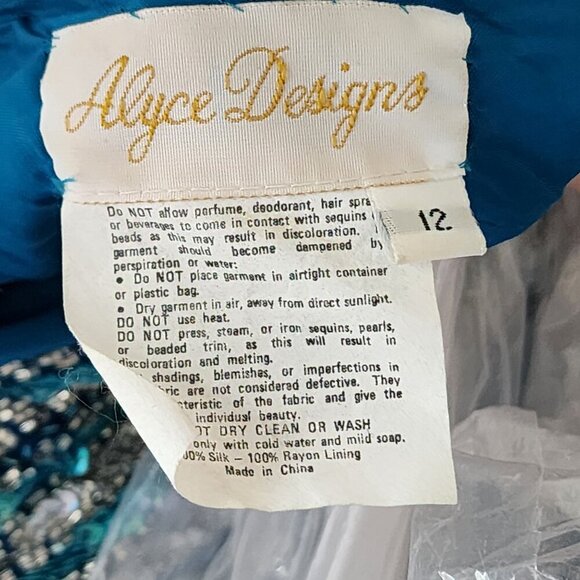 Alyce Designs
12
Do NOT allow perfume, deodorant, hair spra
or beverages to come in contact with sequins
beads as this may result in discoloration.
garment should become dampened by
perspiration or water:
• Do NOT place garment in airtight container
or plastic bag.
• Dry garment in air, away from direct sunlight.
DO NOT use heat.
DO NOT press, steam, or iron sequins, pearls,
or beaded trim, as this will result in
discoloration and melting.
shadings, blemishes, or imperfections in
ric are not considered defective. They
teristic of the fabric and give the
individual beauty.
OT DRY CLEAN OR WASH
only with cold water and mild soap.
00% Silk – 100% Rayon Lining
Made in China